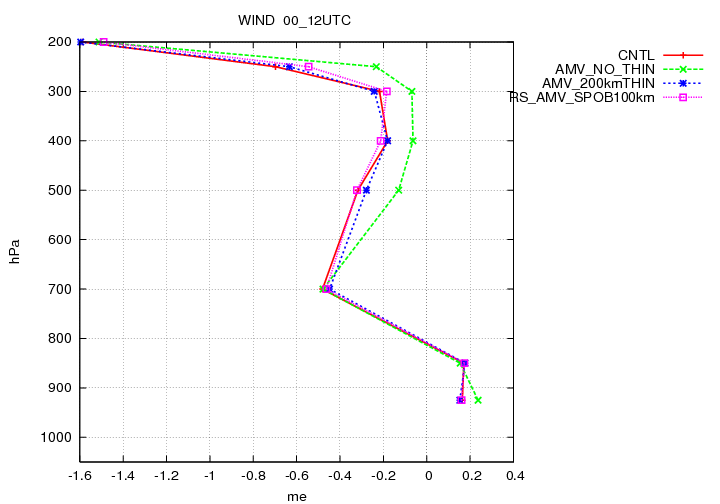 WIND 00_12UTC
CNTL
AMV_NO_THIN
AMV_200kmTHIN
RS_AMV_SPOB100km
200
300
400
500
600
700
800
900
1000
hPa
-1.6 -1.4 -1.2 -1 -0.8 -0.6 -0.4 -0.2 0 0.2 0.4
me